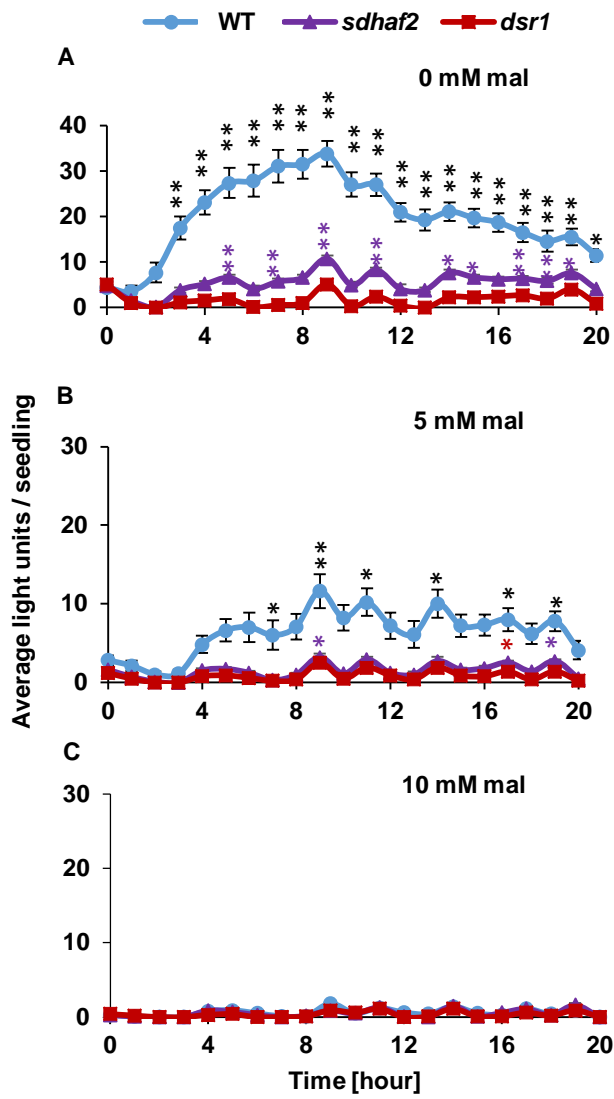 WT sdhaf2 dsr1
A
0 mM mal
40
30
20
10
0
0 4 8 12 16 20
** ** ** ** ** ** ** ** ** ** ** ** ** ** ** ** ** *
** ** ** ** * * ** ** *
B
5 mM mal
30
20
10
0
0 4 8 12 16 20
* ** * * * *
* * *
C
10 mM mal
30
20
10
0
0 4 8 12 16 20
Average light units / seedling
Time [hour]